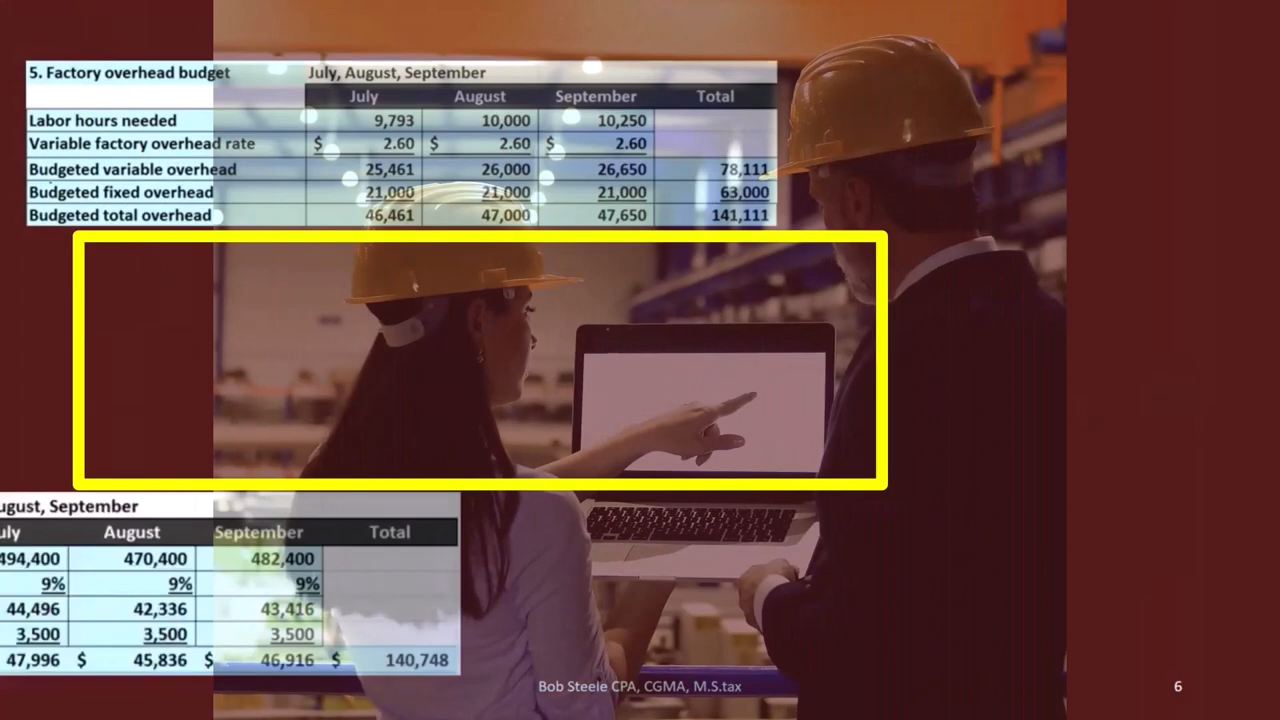 5. Factory overhead budget July, August, September
July August September Total
Labor hours needed 9,793 10,000 10,250
Variable factory overhead rate $ 2.60 $ 2.60 $ 2.60
Budgeted variable overhead 25,461 26,000 26,650 78,111
Budgeted fixed overhead 21,000 21,000 21,000 63,000
Budgeted total overhead 46,461 47,000 47,650 141,111
ugust, September
uly August September Total
494,400 470,400 482,400
9% 9% 9%
44,496 42,336 43,416
3,500 3,500 3,500
47,996 $ 45,836 $ 46,916 $ 140,748
Bob Steele CPA, CGMA, M.S.tax 6